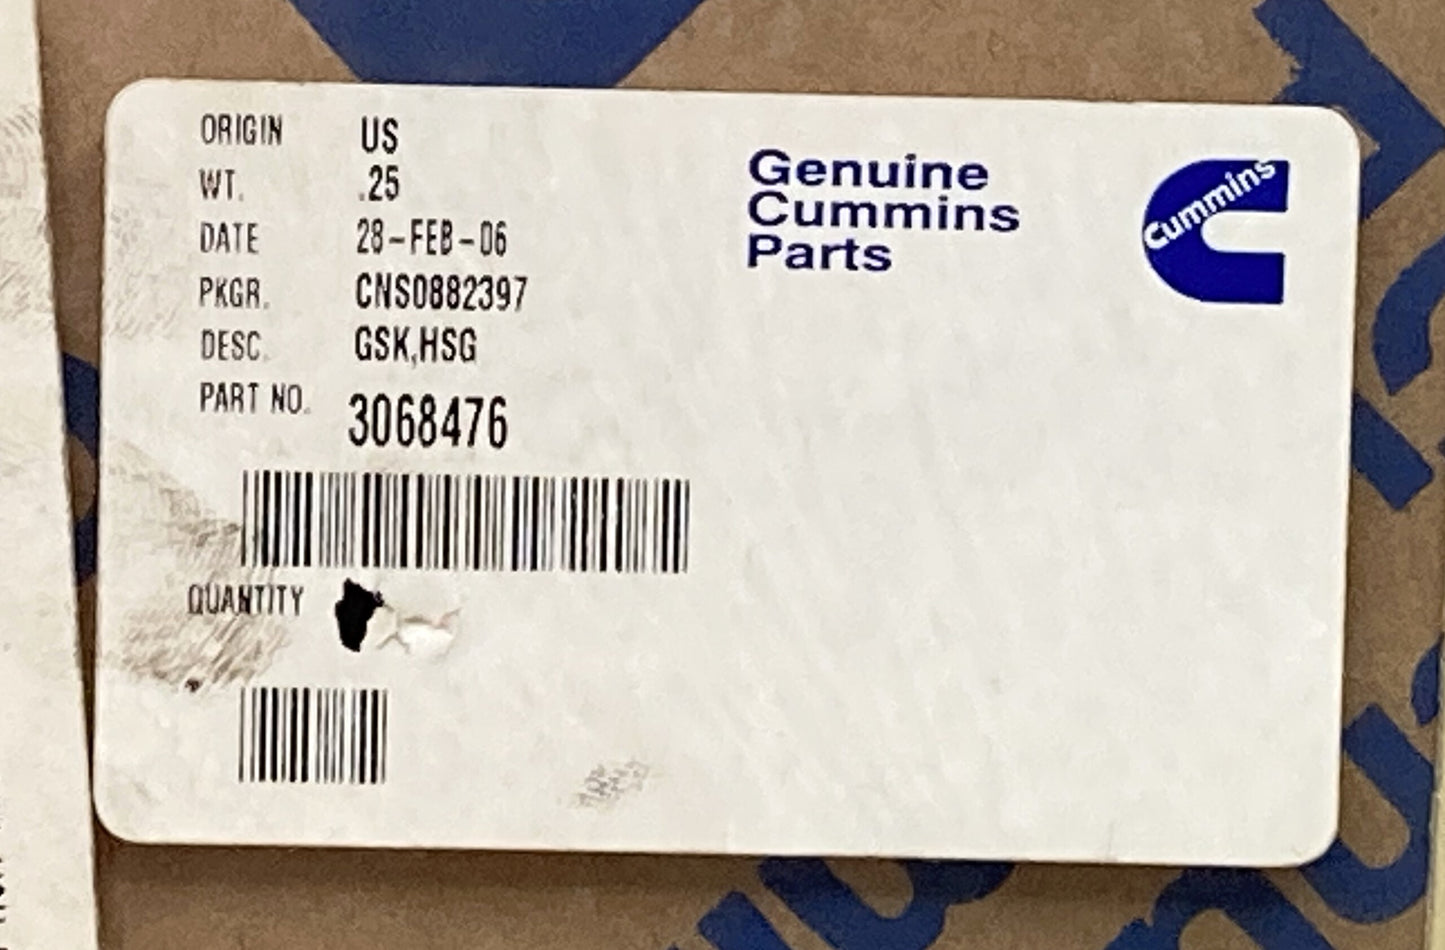 ORIGIN US
WT. .25
DATE 28-FEB-06
PKGR. CNS0882397
DESC. GSK,HSG
PART NO. 3068476
QUANTITY
Genuine
Cummins
Parts
Cummins